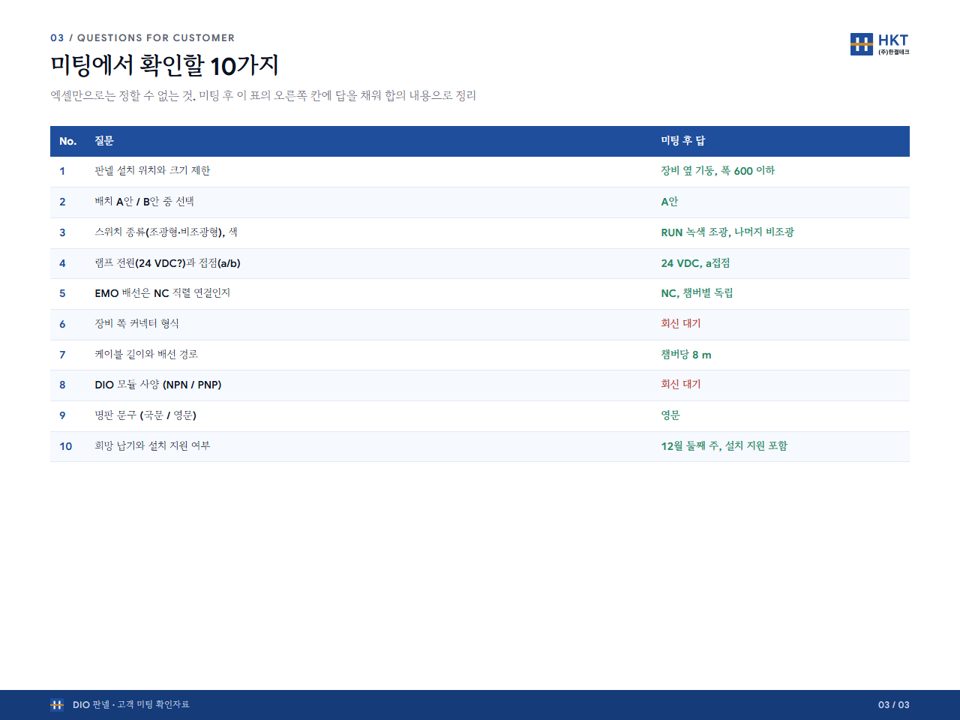 03 / QUESTIONS FOR CUSTOMER
HKT
(주)한컬테크
미팅에서 확인할 10가지
엑셀만으로는 정할 수 없는 것. 미팅 후 이 표의 오른쪽 칸에 답을 채워 합의 내용으로 정리
No. 질문 미팅 후 답
1 판넬 설치 위치와 크기 제한 장비 옆 기둥, 폭 600 이하
2 배치 A안 / B안 중 선택 A안
3 스위치 종류(조광형·비조광형), 색 RUN 녹색 조광, 나머지 비조광
4 램프 전원(24 VDC?)과 접점(a/b) 24 VDC, a접점
5 EMO 배선은 NC 직렬 연결인지 NC, 챔버별 독립
6 장비 쪽 커넥터 형식 회신 대기
7 케이블 길이와 배선 경로 챔버당 8 m
8 DIO 모듈 사양 (NPN / PNP) 회신 대기
9 명판 문구 (국문 / 영문) 영문
10 희망 납기와 설치 지원 여부 12월 둘째 주, 설치 지원 포함
DIO 판넬 · 고객 미팅 확인자료 03 / 03